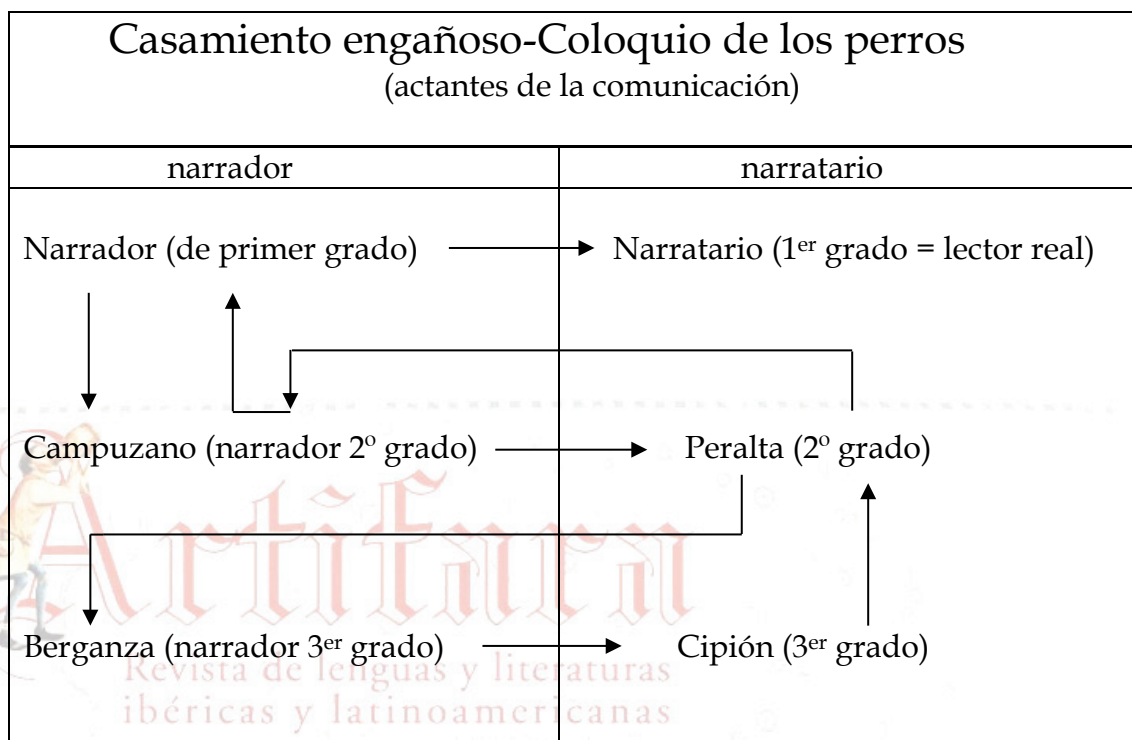 Casamiento engañoso-Coloquio de los perros
(actantes de la comunicación)
narrador
narratario
Narrador (de primer grado)
Narratario (1er grado = lector real)
Campuzano (narrador 2º grado)
Peralta (2º grado)
Artifara
Berganza (narrador 3er grado)
Cipión (3er grado)
Revista de lenguas y literaturas
ibéricas y latinoamericanas